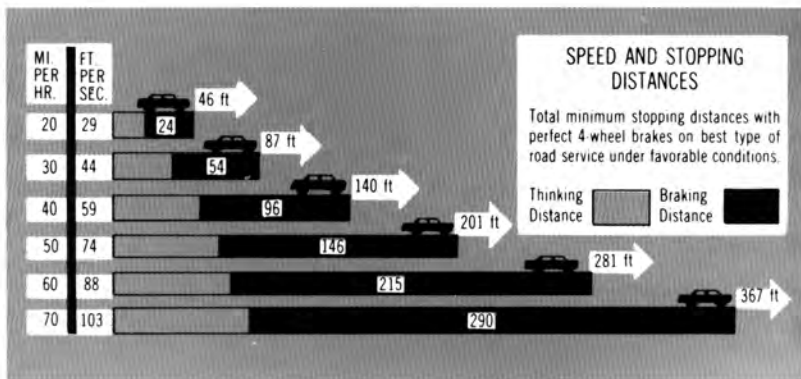 MI. PER HR.
FT. PER SEC.
SPEED AND STOPPING
DISTANCES
Total minimum stopping distances with
perfect 4-wheel brakes on best type of
road service under favorable conditions.
Thinking Distance
Braking Distance
46 ft
20 29 24
87 ft
30 44 54
140 ft
40 59 96
201 ft
50 74 146
281 ft
60 88 215
367 ft
70 103 290